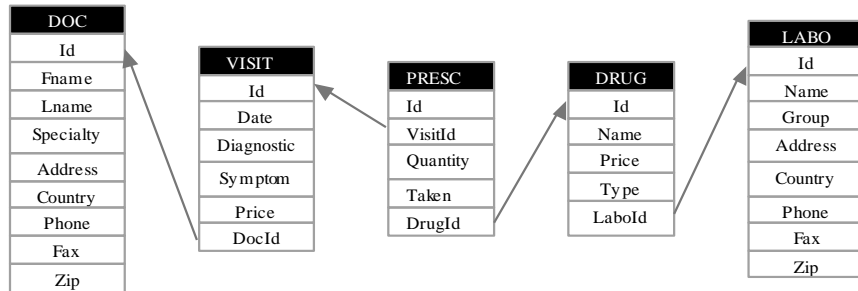 DOC
Id
Fname
Lname
Specialty
Address
Country
Phone
Fax
Zip
VISIT
Id
Date
Diagnostic
Symptom
Price
DocId
PRESC
Id
VisitId
Quantity
Taken
DrugId
DRUG
Id
Name
Price
Type
LaboId
LABO
Id
Name
Group
Address
Country
Phone
Fax
Zip